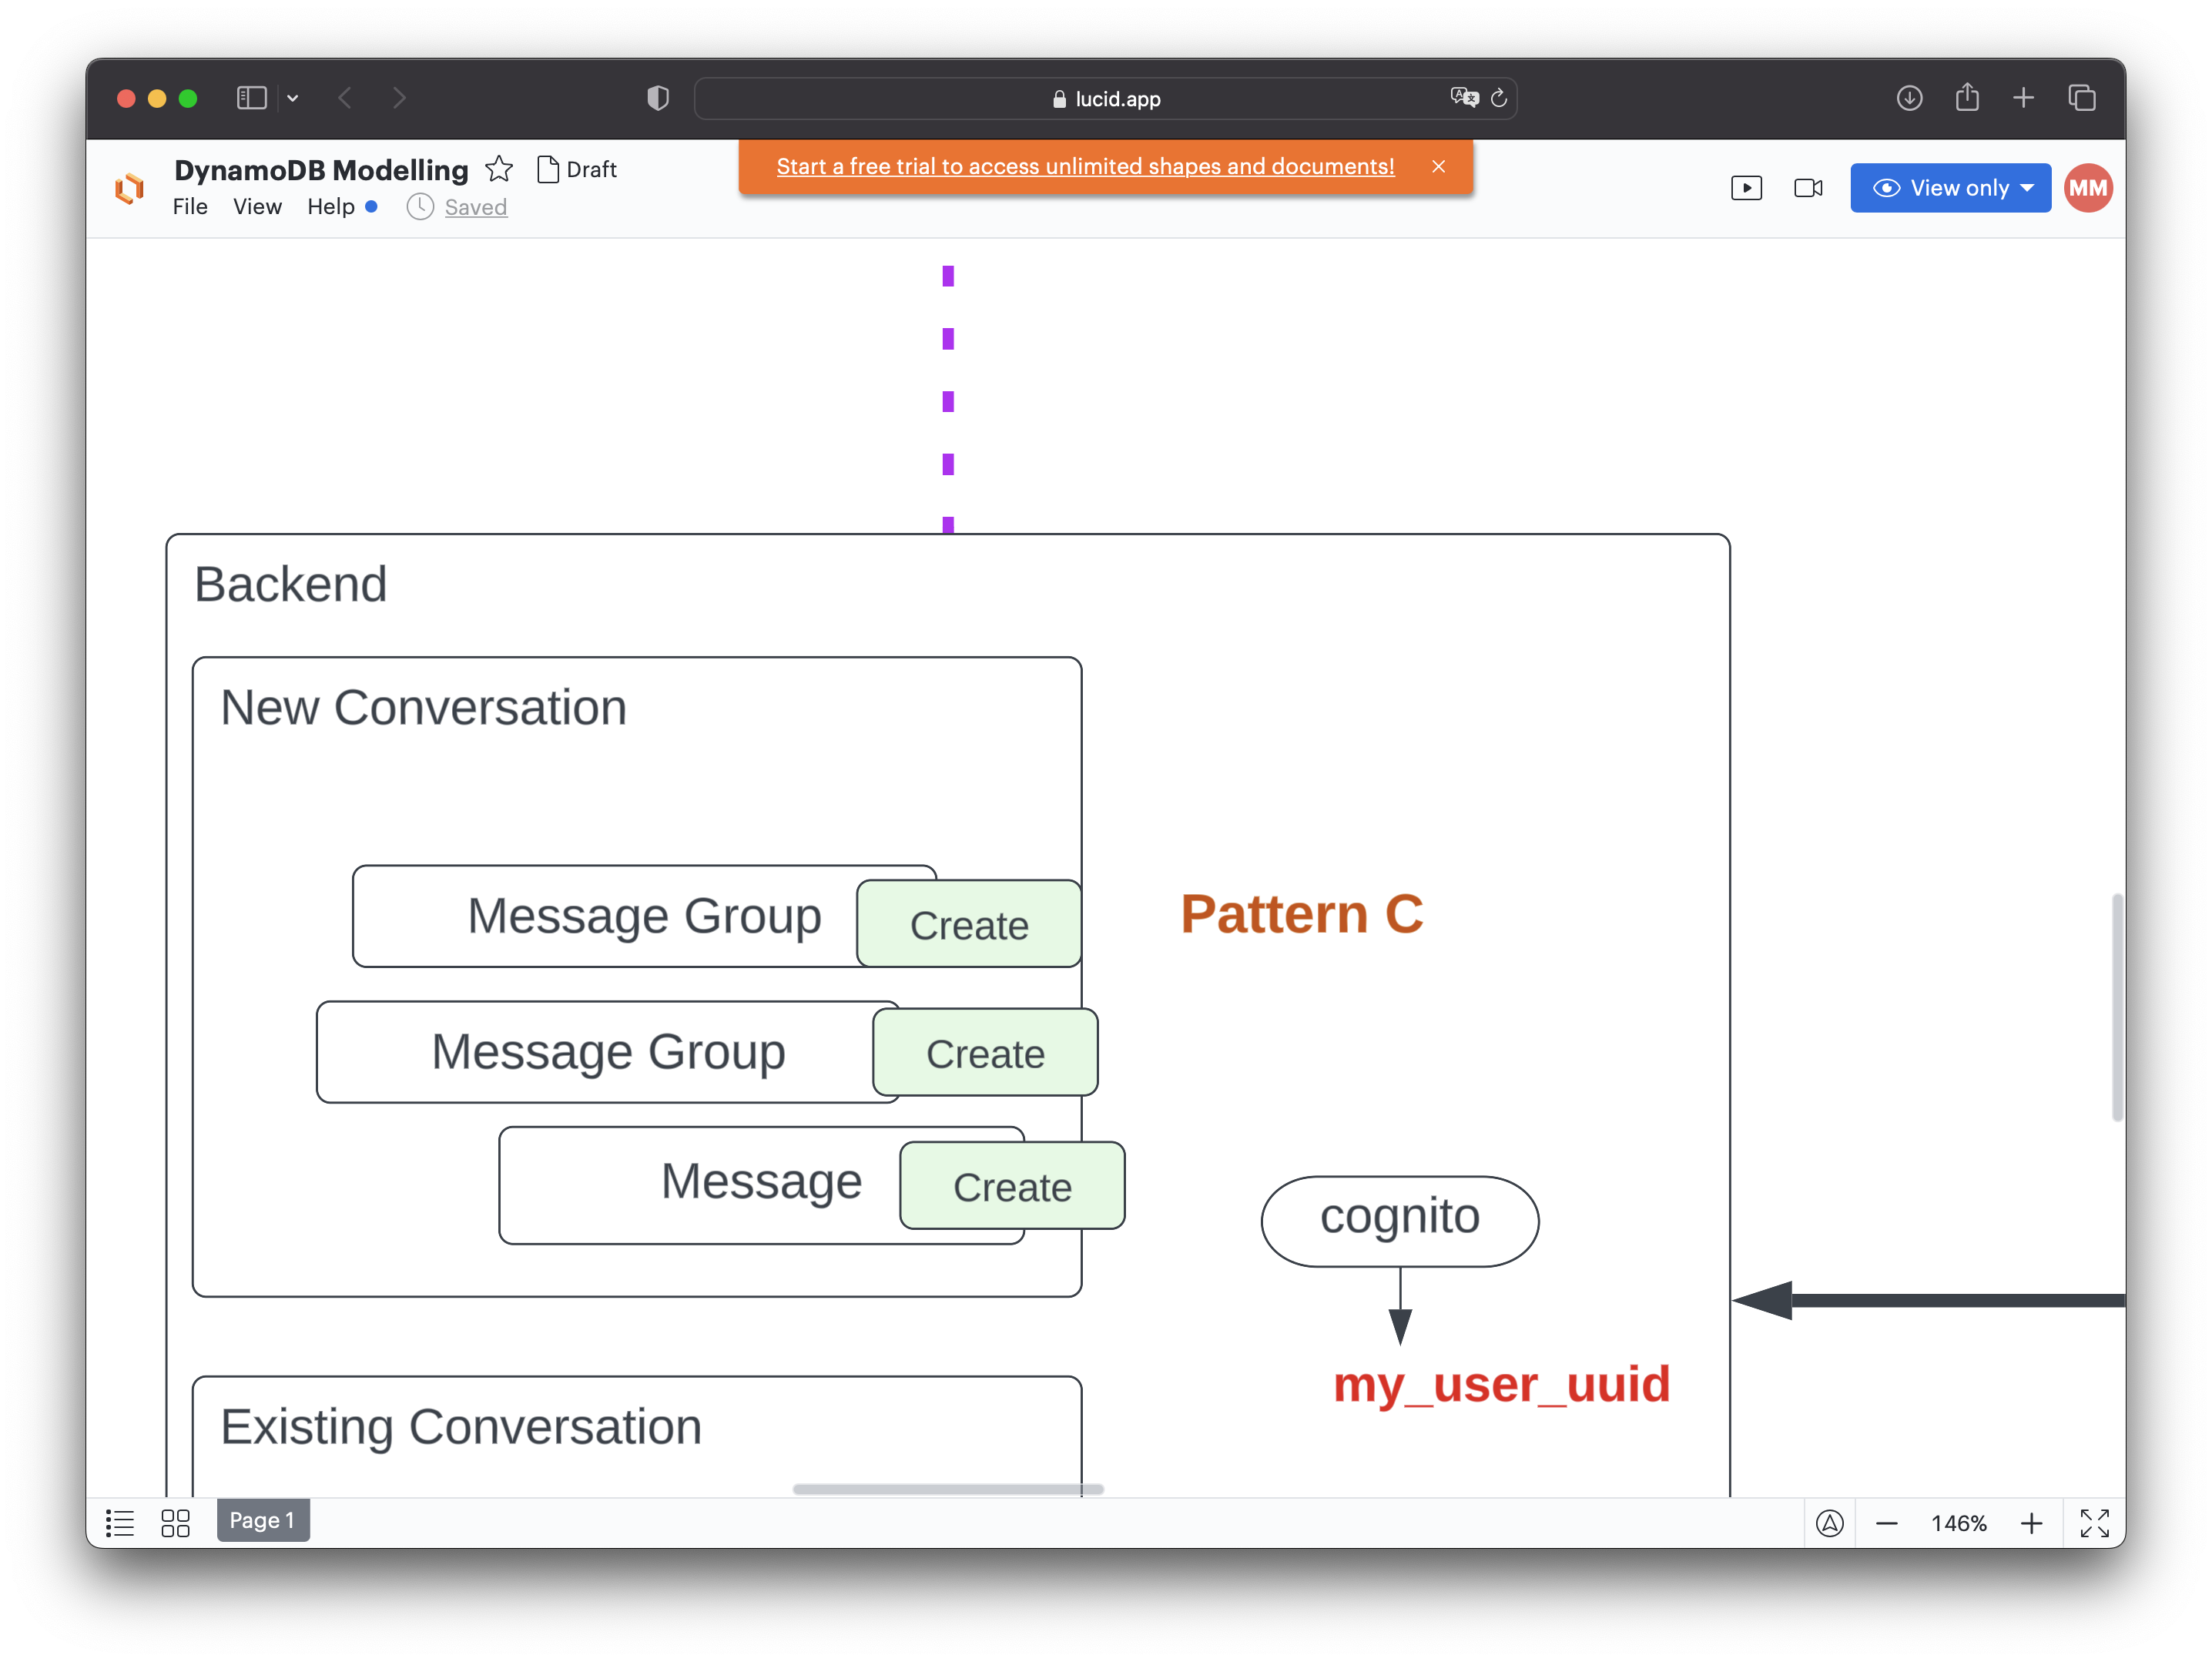 lucid.app
DynamoDB Modelling
Draft
Start a free trial to access unlimited shapes and documents!
File View Help Saved
View only
MM
Backend
New Conversation
Message Group
Create
Pattern C
Message Group
Create
Message
Create
cognito
my_user_uuid
Existing Conversation
Page 1
146%